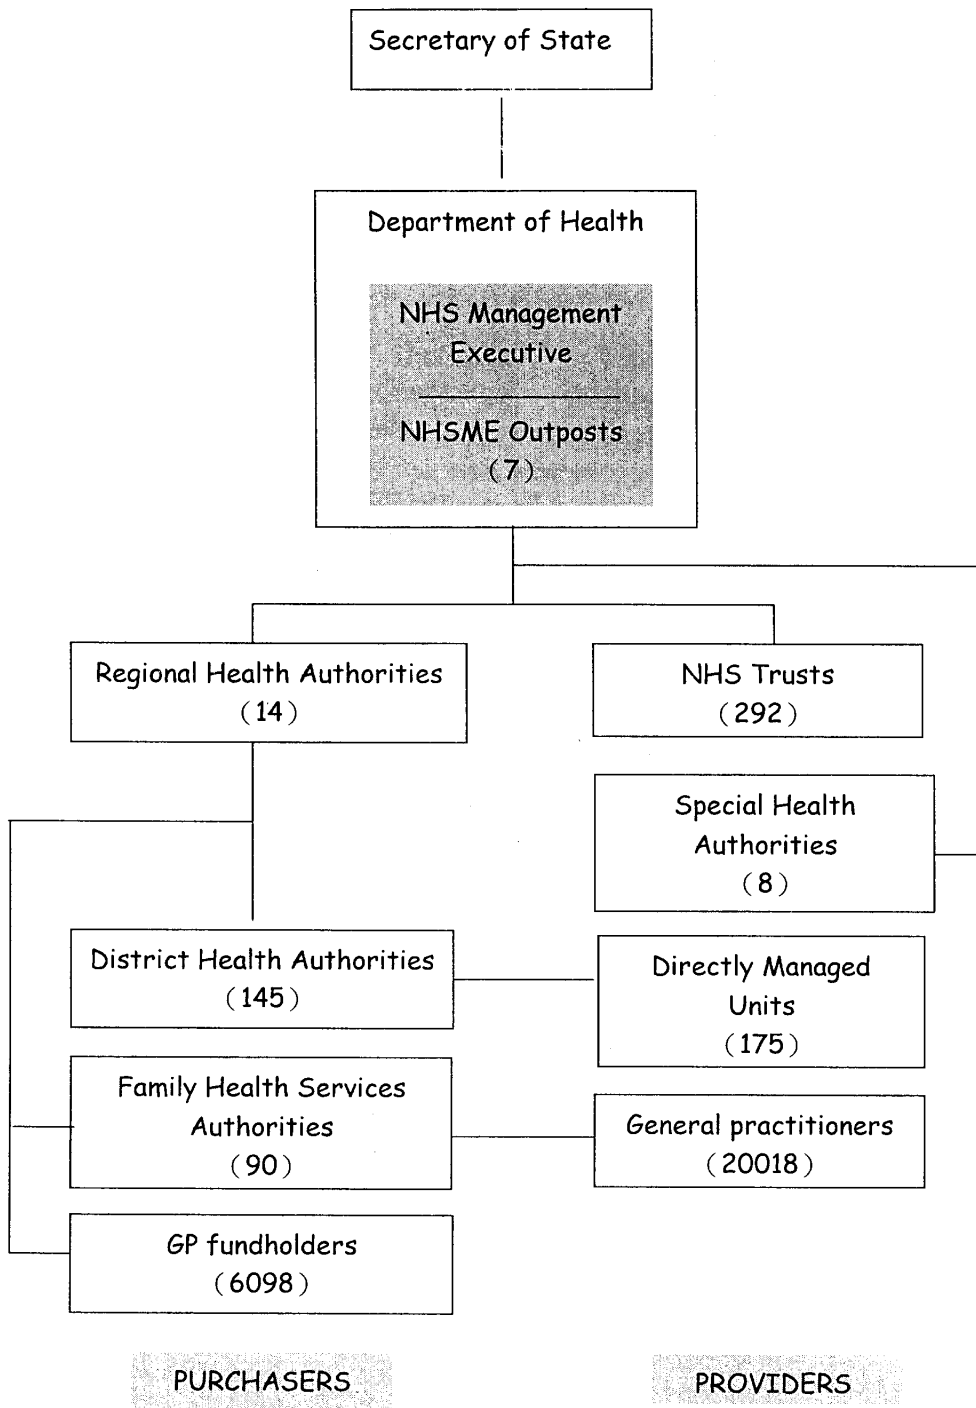 Secretary of State
Department of Health
NHS Management
Executive
NHSME Outposts
(7)
Regional Health Authorities
(14)
NHS Trusts
(292)
Special Health
Authorities
(8)
District Health Authorities
(145)
Directly Managed
Units
(175)
Family Health Services
Authorities
(90)
General practitioners
(20018)
GP fundholders
(6098)
PURCHASERS
PROVIDERS